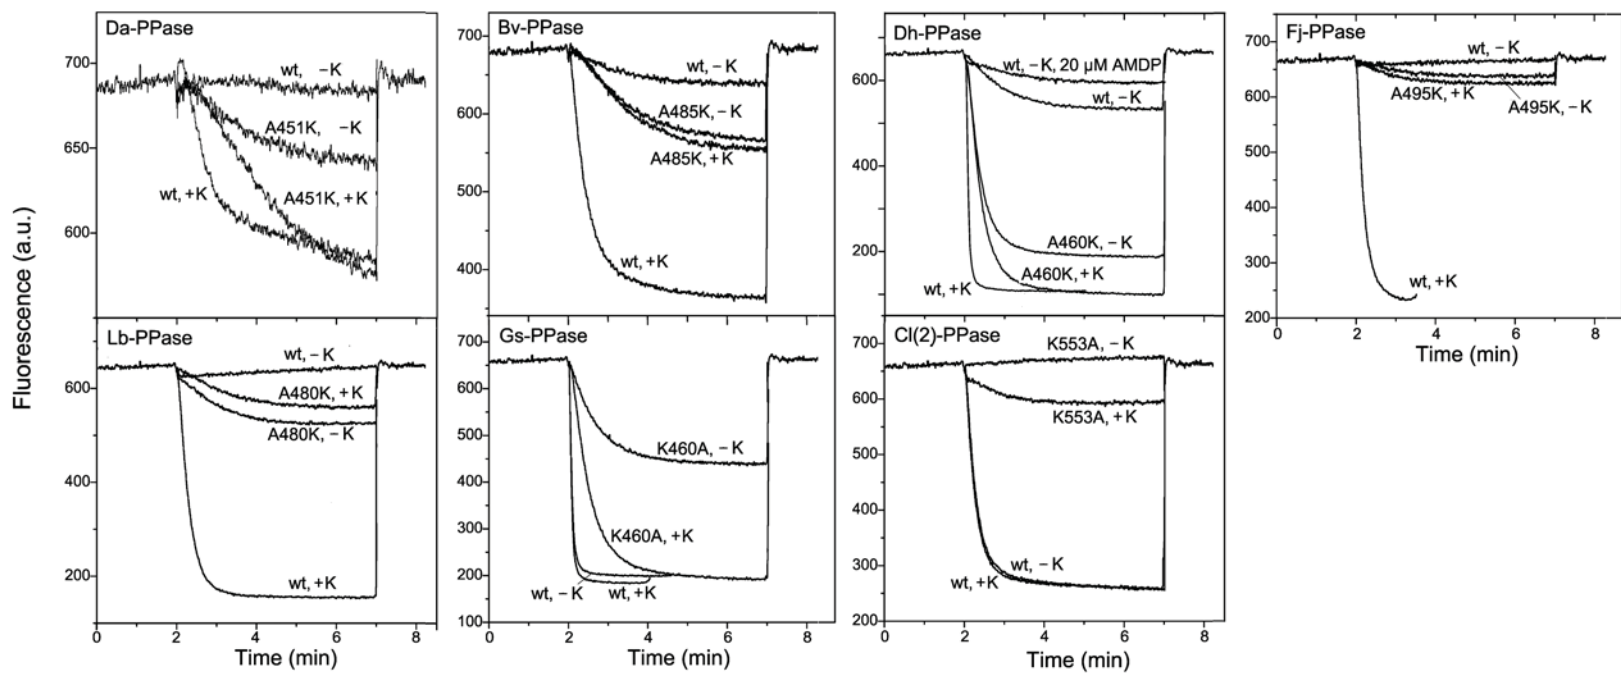 Da-PPase
wt, −K
A451K, −K
wt, +K
A451K, +K
700
650
600
Bv-PPase
wt, −K
A485K, −K
A485K, +K
wt, +K
700
600
500
400
Dh-PPase
wt, −K, 20 µM AMDP
wt, −K
A460K, −K
A460K, +K
wt, +K
600
400
200
Fj-PPase
wt, −K
A495K, +K
A495K, −K
wt, +K
700
650
600
550
500
450
400
350
300
250
200
0 2 4 6 8
Time (min)
Fluorescence (a.u.)
Lb-PPase
wt, −K
A480K, +K
A480K, −K
wt, +K
600
400
200
0 2 4 6 8
Time (min)
Gs-PPase
K460A, −K
K460A, +K
wt, −K
wt, +K
700
600
500
400
300
200
100
0 2 4 6 8
Time (min)
Cl(2)-PPase
K553A, −K
K553A, +K
wt, −K
wt, +K
700
600
500
400
300
200
0 2 4 6 8
Time (min)